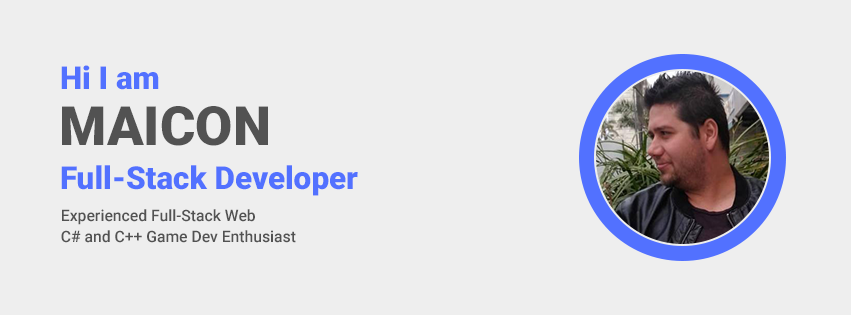 Hi I am
MAICON
Full-Stack Developer
Experienced Full-Stack Web
C# and C++ Game Dev Enthusiast